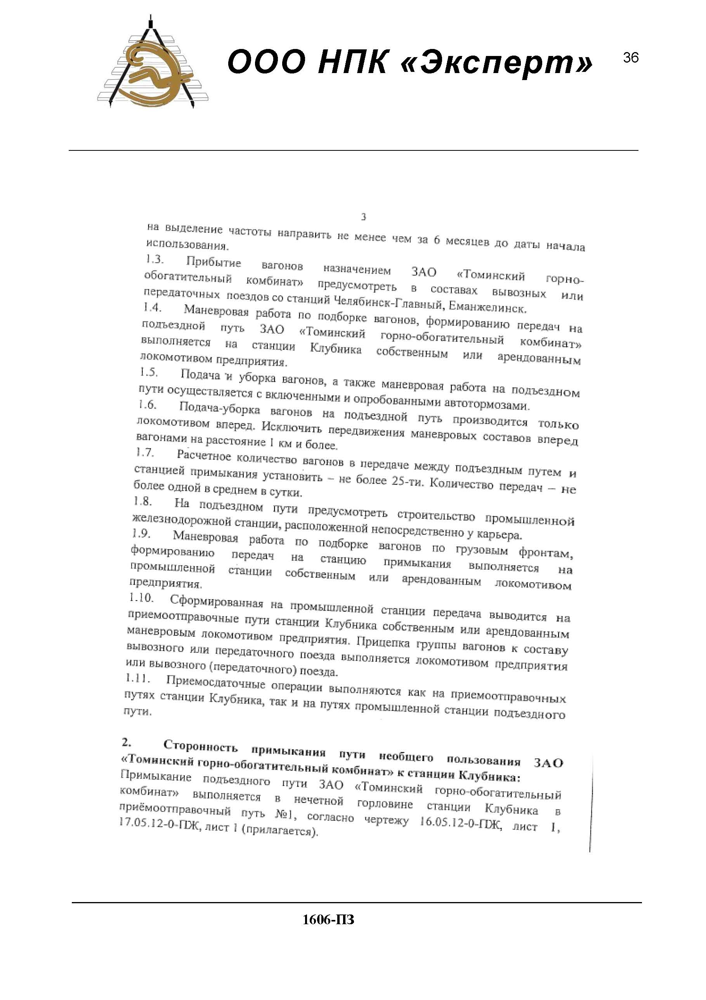 ООО НПК «Эксперт»
36
3
на выделение частоты направить не менее чем за 6 месяцев до даты начала
использования.
1.3. Прибытие вагонов назначением ЗАО «Томинский горно-
обогатительный комбинат» предусмотреть в составах вывозных или
передаточных поездов со станций Челябинск-Главный, Еманжелинск.
1.4. Маневровая работа по подборке вагонов, формированию передач на
подъездной путь ЗАО «Томинский горно-обогатительный комбинат»
выполняется на станции Клубника собственным или арендованным
локомотивом предприятия.
1.5. Подача и уборка вагонов, а также маневровая работа на подъездном
пути осуществляется с включенными и опробованными автотормозами.
1.6. Подача-уборка вагонов на подъездной путь производится только
локомотивом вперед. Исключить передвижения маневровых составов вперед
вагонами на расстояние 1 км и более.
1.7. Расчетное количество вагонов в передаче между подъездным путем и
станцией примыкания установить – не более 25-ти. Количество передач – не
более одной в среднем в сутки.
1.8. На подъездном пути предусмотреть строительство промышленной
железнодорожной станции, расположенной непосредственно у карьера.
1.9. Маневровая работа по подборке вагонов по грузовым фронтам,
формированию передач на станцию примыкания выполняется на
промышленной станции собственным или арендованным локомотивом
предприятия.
1.10. Сформированная на промышленной станции передача выводится на
приемоотправочные пути станции Клубника собственным или арендованным
маневровым локомотивом предприятия. Прицепка группы вагонов к составу
вывозного или передаточного поезда выполняется локомотивом предприятия
или вывозного (передаточного) поезда.
1.11. Приемосдаточные операции выполняются как на приемоотправочных
путях станции Клубника, так и на путях промышленной станции подъездного
пути.
2. Сторонность примыкания пути необщего пользования ЗАО
«Томинский горно-обогатительный комбинат» к станции Клубника:
Примыкание подъездного пути ЗАО «Томинский горно-обогатительный
комбинат» выполняется в нечетной горловине станции Клубника в
приёмоотправочный путь №1, согласно чертежу 16.05.12-0-ПЖ, лист 1,
17.05.12-0-ПЖ, лист 1 (прилагается).
1606-ПЗ